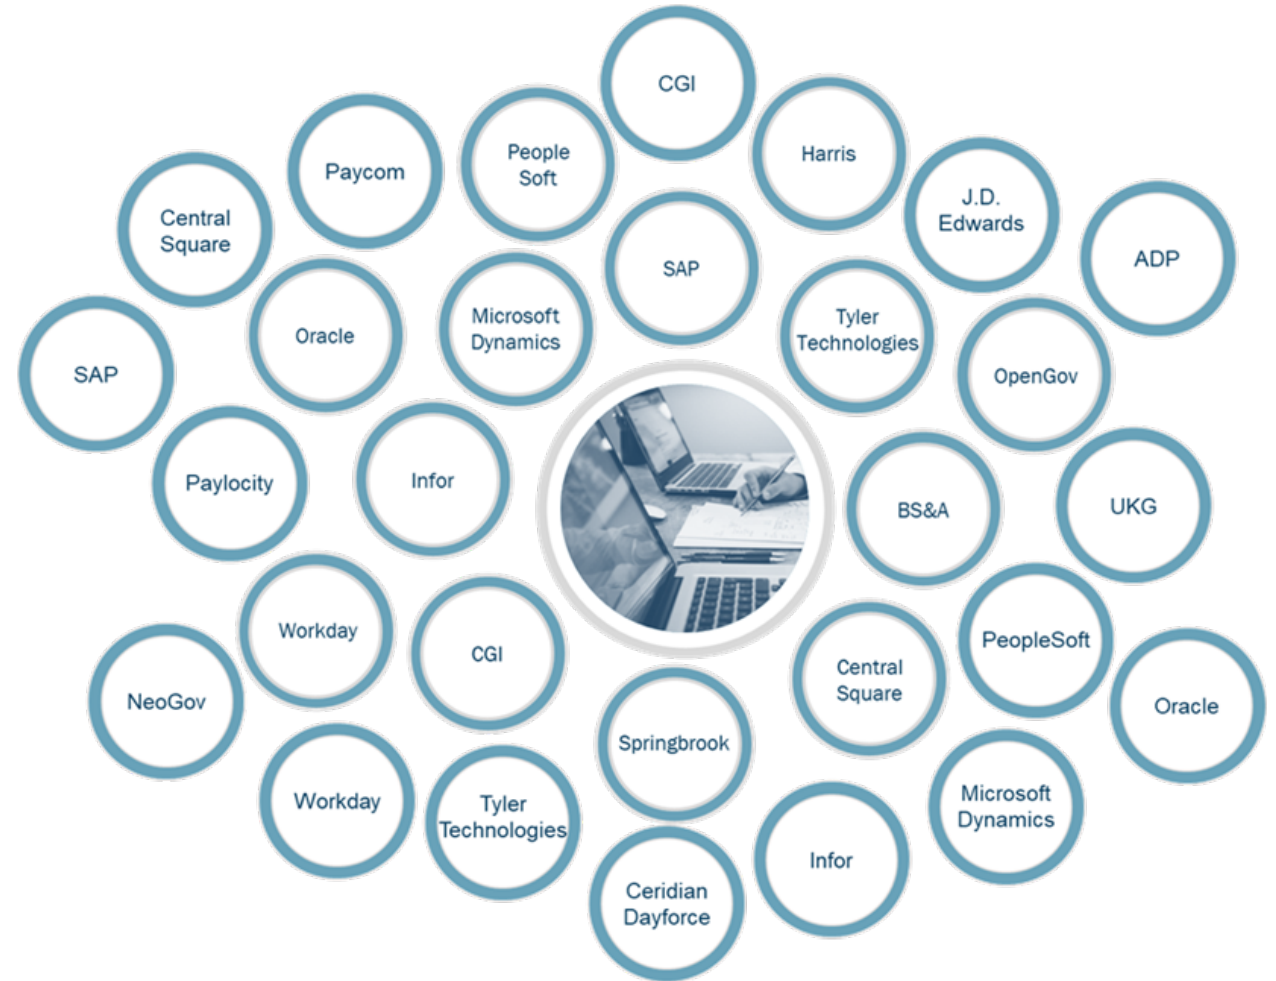 CGI
People
Soft
Harris
Paycom
J.D.
Edwards
Central
Square
ADP
SAP
Tyler
Technologies
Microsoft
Dynamics
Oracle
SAP
OpenGov
Infor
Paylocity
BS&A
UKG
Workday
CGI
PeopleSoft
Central
Square
NeoGov
Oracle
Springbrook
Workday
Tyler
Technologies
Microsoft
Dynamics
Infor
Ceridian
Dayforce